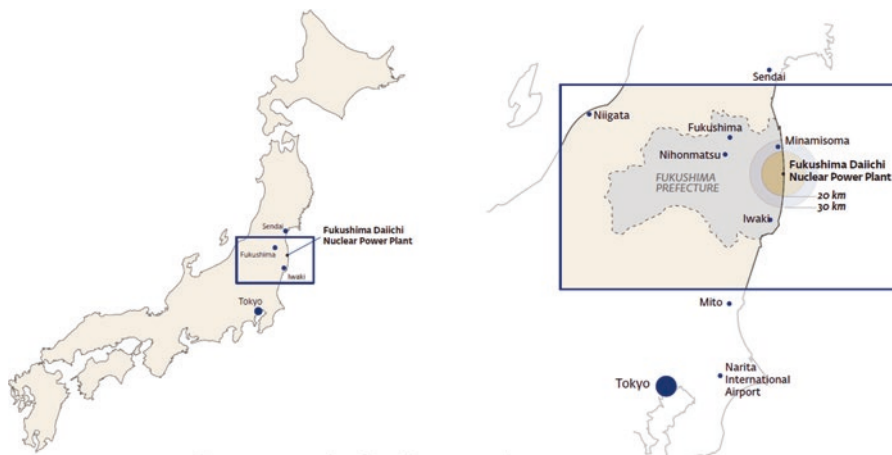 Sendai
Fukushima Daiichi
Nuclear Power Plant
Fukushima
Iwaki
Tokyo
Sendai
Niigata
Fukushima
Minamisoma
Nihonmatsu
Fukushima Daiichi
Nuclear Power Plant
FUKUSHIMA
PREFECTURE
20 km
30 km
Iwaki
Mito
Narita
International
Airport
Tokyo